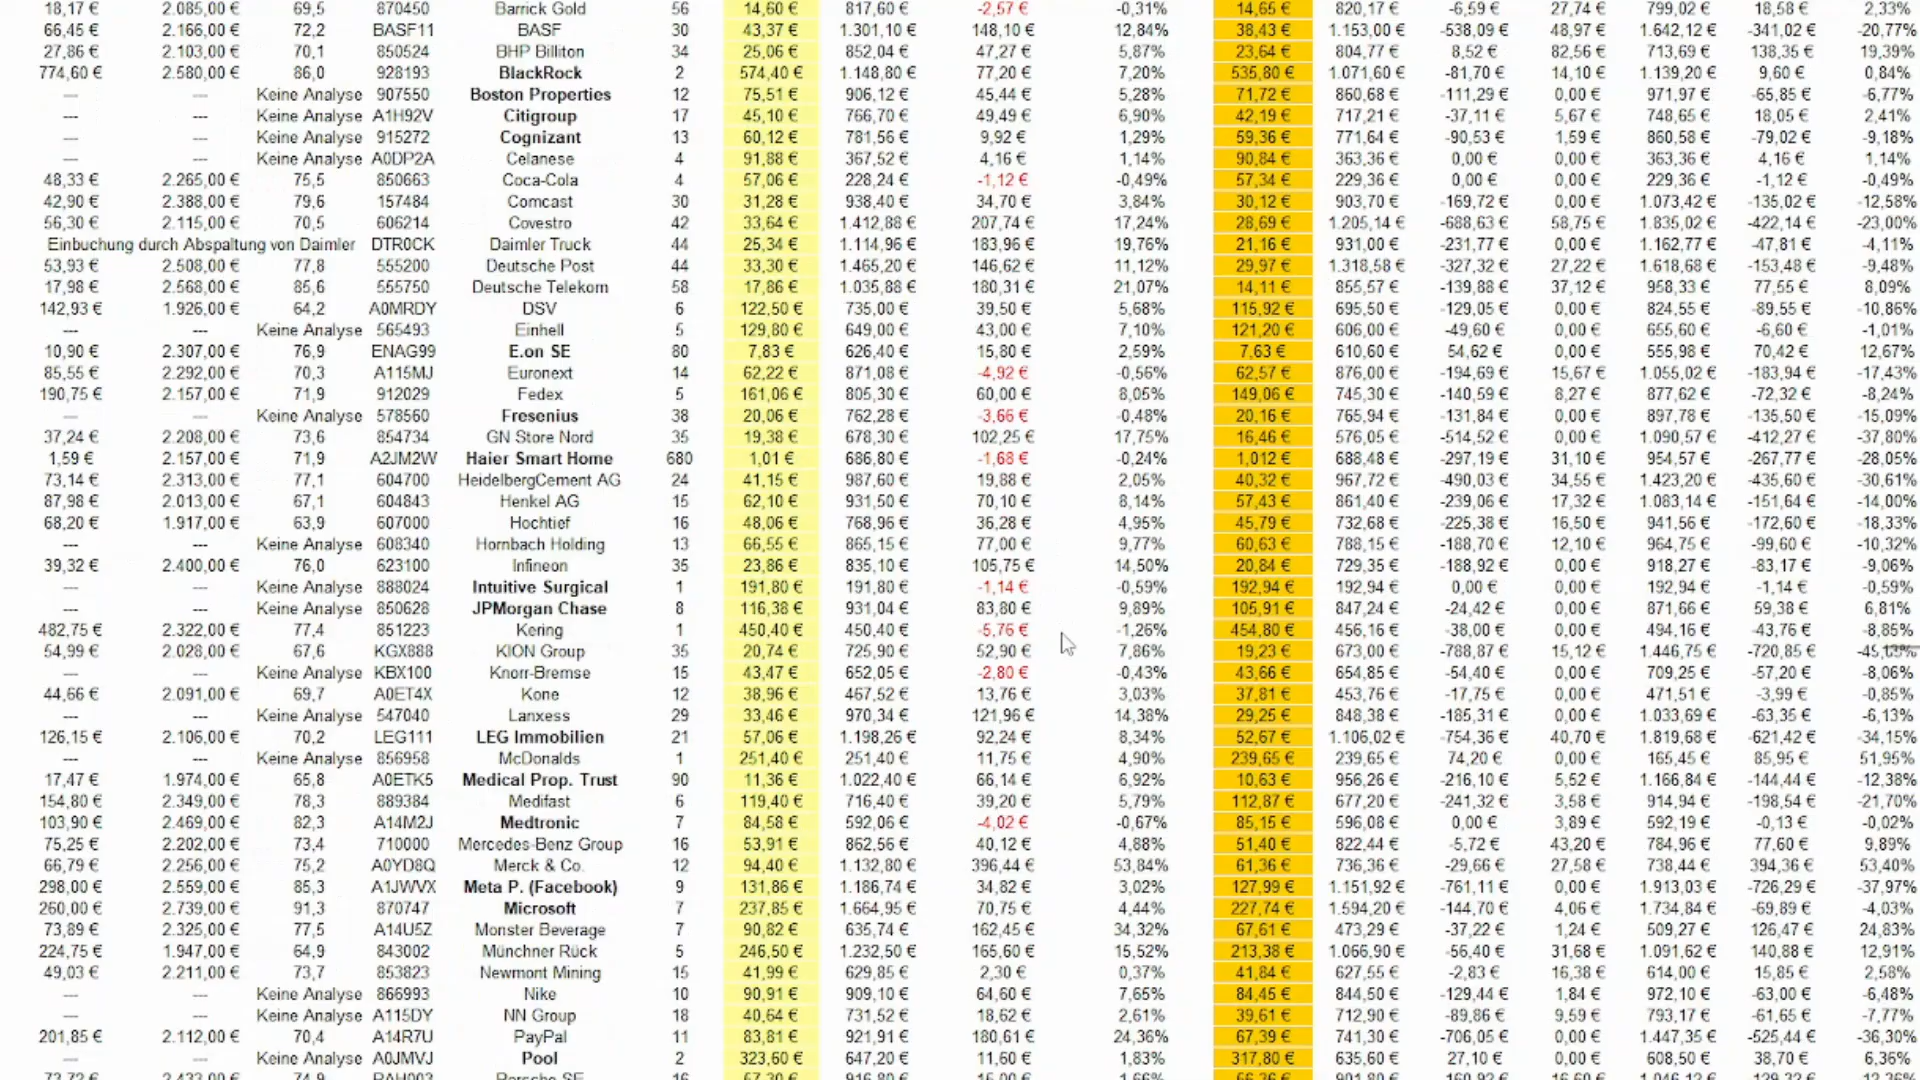 18,17 € 2.085,00 € 69,5 870450 Barrick Gold 56 14,60 € 817,60 € -2,57 € -0,31% 14,65 € 820,17 € -6,59 € 27,74 € 799,02 € 18,58 € 2,33%
66,45 € 2.166,00 € 72,2 BASF11 BASF 30 43,37 € 1.301,10 € 148,10 € 12,84% 38,43 € 1.153,00 € -538,09 € 48,97 € 1.642,12 € -341,02 € -20,77%
27,86 € 2.103,00 € 70,1 850524 BHP Billiton 34 25,06 € 852,04 € 47,27 € 5,87% 23,64 € 804,77 € 8,52 € 82,56 € 713,69 € 138,35 € 19,39%
774,60 € 2.580,00 € 86,0 928193 BlackRock 2 574,40 € 1.148,80 € 77,20 € 7,20% 535,80 € 1.071,60 € -81,70 € 14,10 € 1.139,20 € 9,60 € 0,84%
--- --- Keine Analyse 907550 Boston Properties 12 75,51 € 906,12 € 45,44 € 5,28% 71,72 € 860,68 € -111,29 € 0,00 € 971,97 € -65,85 € -6,77%
--- --- Keine Analyse A1H92V Citigroup 17 45,10 € 766,70 € 49,49 € 6,90% 42,19 € 717,21 € -37,11 € 5,67 € 748,65 € 18,05 € 2,41%
--- --- Keine Analyse 915272 Cognizant 13 60,12 € 781,56 € 9,92 € 1,29% 59,36 € 771,64 € -90,53 € 1,59 € 860,58 € -79,02 € -9,18%
--- --- Keine Analyse A0DP2A Celanese 4 91,88 € 367,52 € 4,16 € 1,14% 90,84 € 363,36 € 0,00 € 0,00 € 363,36 € 4,16 € 1,14%
48,33 € 2.265,00 € 75,5 850663 Coca-Cola 4 57,06 € 228,24 € -1,12 € -0,49% 57,34 € 229,36 € 0,00 € 0,00 € 229,36 € -1,12 € -0,49%
42,90 € 2.388,00 € 79,6 157484 Comcast 30 31,28 € 938,40 € 34,70 € 3,84% 30,12 € 903,70 € -169,72 € 0,00 € 1.073,42 € -135,02 € -12,58%
56,30 € 2.115,00 € 70,5 606214 Covestro 42 33,64 € 1.412,88 € 207,74 € 17,24% 28,69 € 1.205,14 € -688,63 € 58,75 € 1.835,02 € -422,14 € -23,00%
Einbuchung durch Abspaltung von Daimler DTR0CK Daimler Truck 44 25,34 € 1.114,96 € 183,96 € 19,76% 21,16 € 931,00 € -231,77 € 0,00 € 1.162,77 € -47,81 € -4,11%
53,93 € 2.508,00 € 77,8 555200 Deutsche Post 44 33,30 € 1.465,20 € 146,62 € 11,12% 29,97 € 1.318,58 € -327,32 € 27,22 € 1.618,68 € -153,48 € -9,48%
17,98 € 2.568,00 € 85,6 555750 Deutsche Telekom 58 17,86 € 1.035,88 € 180,31 € 21,07% 14,11 € 855,57 € -139,88 € 37,12 € 958,33 € 77,55 € 8,09%
142,93 € 1.926,00 € 64,2 A0MRDY DSV 6 122,50 € 735,00 € 39,50 € 5,68% 115,92 € 695,50 € -129,05 € 0,00 € 824,55 € -89,55 € -10,86%
--- --- Keine Analyse 565493 Einhell 5 129,80 € 649,00 € 43,00 € 7,10% 121,20 € 606,00 € -49,60 € 0,00 € 655,60 € -6,60 € -1,01%
10,90 € 2.307,00 € 76,9 ENAG99 E.on SE 80 7,83 € 626,40 € 15,80 € 2,59% 7,63 € 610,60 € 54,62 € 0,00 € 555,98 € 70,42 € 12,67%
85,55 € 2.292,00 € 70,3 A115MJ Euronext 14 62,22 € 871,08 € -4,92 € -0,56% 62,57 € 876,00 € -194,69 € 15,67 € 1.055,02 € -183,94 € -17,43%
190,75 € 2.157,00 € 71,9 912029 Fedex 5 161,06 € 805,30 € 60,00 € 8,05% 149,06 € 745,30 € -140,59 € 8,27 € 877,62 € -72,32 € -8,24%
--- --- Keine Analyse 578560 Fresenius 38 20,06 € 762,28 € -3,66 € -0,48% 20,16 € 765,94 € -131,84 € 0,00 € 897,78 € -135,50 € -15,09%
37,24 € 2.208,00 € 73,6 854734 GN Store Nord 35 19,38 € 678,30 € 102,25 € 17,75% 16,46 € 576,05 € -514,52 € 0,00 € 1.090,57 € -412,27 € -37,80%
1,59 € 2.157,00 € 71,9 A2JM2W Haier Smart Home 680 1,01 € 686,80 € -1,68 € -0,24% 1,012 € 688,48 € -297,19 € 31,10 € 954,57 € -267,77 € -28,05%
73,14 € 2.313,00 € 77,1 604700 HeidelbergCement AG 24 41,15 € 987,60 € 19,88 € 2,05% 40,32 € 967,72 € -490,03 € 34,55 € 1.423,20 € -435,60 € -30,61%
87,98 € 2.013,00 € 67,1 604843 Henkel AG 15 62,10 € 931,50 € 70,10 € 8,14% 57,43 € 861,40 € -239,06 € 17,32 € 1.083,14 € -151,64 € -14,00%
68,20 € 1.917,00 € 63,9 607000 Hochtief 16 48,06 € 768,96 € 36,28 € 4,95% 45,79 € 732,68 € -225,38 € 16,50 € 941,56 € -172,60 € -18,33%
--- --- Keine Analyse 608340 Hornbach Holding 13 66,55 € 865,15 € 77,00 € 9,77% 60,63 € 788,15 € -188,70 € 12,10 € 964,75 € -99,60 € -10,32%
39,32 € 2.400,00 € 76,0 623100 Infineon 35 23,86 € 835,10 € 105,75 € 14,50% 20,84 € 729,35 € -188,92 € 0,00 € 918,27 € -83,17 € -9,06%
--- --- Keine Analyse 888024 Intuitive Surgical 1 191,80 € 191,80 € -1,14 € -0,59% 192,94 € 192,94 € 0,00 € 0,00 € 192,94 € -1,14 € -0,59%
--- --- Keine Analyse 850628 JPMorgan Chase 8 116,38 € 931,04 € 83,80 € 9,89% 105,91 € 847,24 € -24,42 € 0,00 € 871,66 € 59,38 € 6,81%
482,75 € 2.322,00 € 77,4 851223 Kering 1 450,40 € 450,40 € -5,76 € -1,26% 454,80 € 456,16 € -38,00 € 0,00 € 494,16 € -43,76 € -8,85%
54,99 € 2.028,00 € 67,6 KGX888 KION Group 35 20,74 € 725,90 € 52,90 € 7,86% 19,23 € 673,00 € -788,87 € 15,12 € 1.446,75 € -720,85 €
--- --- Keine Analyse KBX100 Knorr-Bremse 15 43,47 € 652,05 € -2,80 € -0,43% 43,66 € 654,85 € -54,40 € 0,00 € 709,25 € -57,20 € -8,06%
44,66 € 2.091,00 € 69,7 A0ET4X Kone 12 38,96 € 467,52 € 13,76 € 3,03% 37,81 € 453,76 € -17,75 € 0,00 € 471,51 € -3,99 € -0,85%
--- --- Keine Analyse 547040 Lanxess 29 33,46 € 970,34 € 121,96 € 14,38% 29,25 € 848,38 € -185,31 € 0,00 € 1.033,69 € -63,35 € -6,13%
126,15 € 2.106,00 € 70,2 LEG111 LEG Immobilien 21 57,06 € 1.198,26 € 92,24 € 8,34% 52,67 € 1.106,02 € -754,36 € 40,70 € 1.819,68 € -621,42 € -34,15%
--- --- Keine Analyse 856958 McDonalds 1 251,40 € 251,40 € 11,75 € 4,90% 239,65 € 239,65 € 74,20 € 0,00 € 165,45 € 85,95 € 51,95%
17,47 € 1.974,00 € 65,8 A0ETK5 Medical Prop. Trust 90 11,36 € 1.022,40 € 66,14 € 6,92% 10,63 € 956,26 € -216,10 € 5,52 € 1.166,84 € -144,44 € -12,38%
154,80 € 2.349,00 € 78,3 889384 Medifast 6 119,40 € 716,40 € 39,20 € 5,79% 112,87 € 677,20 € -241,32 € 3,58 € 914,94 € -198,54 € -21,70%
103,90 € 2.469,00 € 82,3 A14M2J Medtronic 7 84,58 € 592,06 € -4,02 € -0,67% 85,15 € 596,08 € 0,00 € 3,89 € 592,19 € -0,13 € -0,02%
75,25 € 2.202,00 € 73,4 710000 Mercedes-Benz Group 16 53,91 € 862,56 € 40,12 € 4,88% 51,40 € 822,44 € -5,72 € 43,20 € 784,96 € 77,60 € 9,89%
66,79 € 2.256,00 € 75,2 A0YD8Q Merck & Co. 12 94,40 € 1.132,80 € 396,44 € 53,84% 61,36 € 736,36 € -29,66 € 27,58 € 738,44 € 394,36 € 53,40%
298,00 € 2.559,00 € 85,3 A1JWVX Meta P. (Facebook) 9 131,86 € 1.186,74 € 34,82 € 3,02% 127,99 € 1.151,92 € -761,11 € 0,00 € 1.913,03 € -726,29 € -37,97%
260,00 € 2.739,00 € 91,3 870747 Microsoft 7 237,85 € 1.664,95 € 70,75 € 4,44% 227,74 € 1.594,20 € -144,70 € 4,06 € 1.734,84 € -69,89 € -4,03%
73,89 € 2.325,00 € 77,5 A14U5Z Monster Beverage 7 90,82 € 635,74 € 162,45 € 34,32% 67,61 € 473,29 € -37,22 € 1,24 € 509,27 € 126,47 € 24,83%
224,75 € 1.947,00 € 64,9 843002 Münchner Rück 5 246,50 € 1.232,50 € 165,60 € 15,52% 213,38 € 1.066,90 € -56,40 € 31,68 € 1.091,62 € 140,88 € 12,91%
49,03 € 2.211,00 € 73,7 853823 Newmont Mining 15 41,99 € 629,85 € 2,30 € 0,37% 41,84 € 627,55 € -2,83 € 16,38 € 614,00 € 15,85 € 2,58%
--- --- Keine Analyse 866993 Nike 10 90,91 € 909,10 € 64,60 € 7,65% 84,45 € 844,50 € -129,44 € 1,84 € 972,10 € -63,00 € -6,48%
--- --- Keine Analyse A115DY NN Group 18 40,64 € 731,52 € 18,62 € 2,61% 39,61 € 712,90 € -89,86 € 9,59 € 793,17 € -61,65 € -7,77%
201,85 € 2.112,00 € 70,4 A14R7U PayPal 11 83,81 € 921,91 € 180,61 € 24,36% 67,39 € 741,30 € -706,05 € 0,00 € 1.447,35 € -525,44 € -36,30%
--- --- Keine Analyse A0JMVJ Pool 2 323,60 € 647,20 € 11,60 € 1,83% 317,80 € 635,60 € 27,10 € 0,00 € 608,50 € 38,70 € 6,36%
Porsche SE